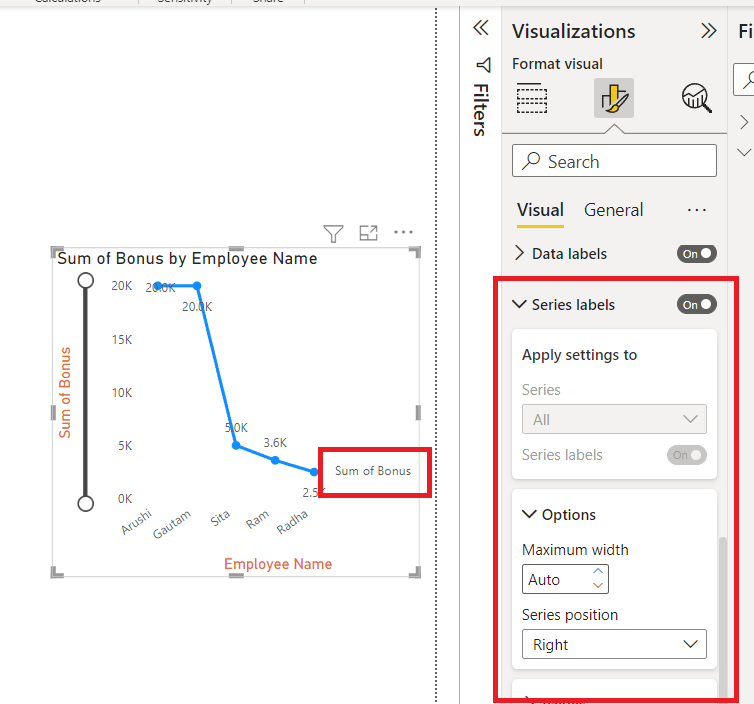 Calculations
Sensitivity
Share
Filters
Visualizations
Format visual
Search
Visual
General
Data labels
On
Series labels
On
Apply settings to
Series
All
Series labels
On
Options
Maximum width
Auto
Series position
Right
Sum of Bonus by Employee Name
Sum of Bonus
20K
15K
10K
5K
0K
20.0K
20.0K
5.0K
3.6K
Sum of Bonus
Arushi
Gautam
Sita
Ram
Radha
Employee Name